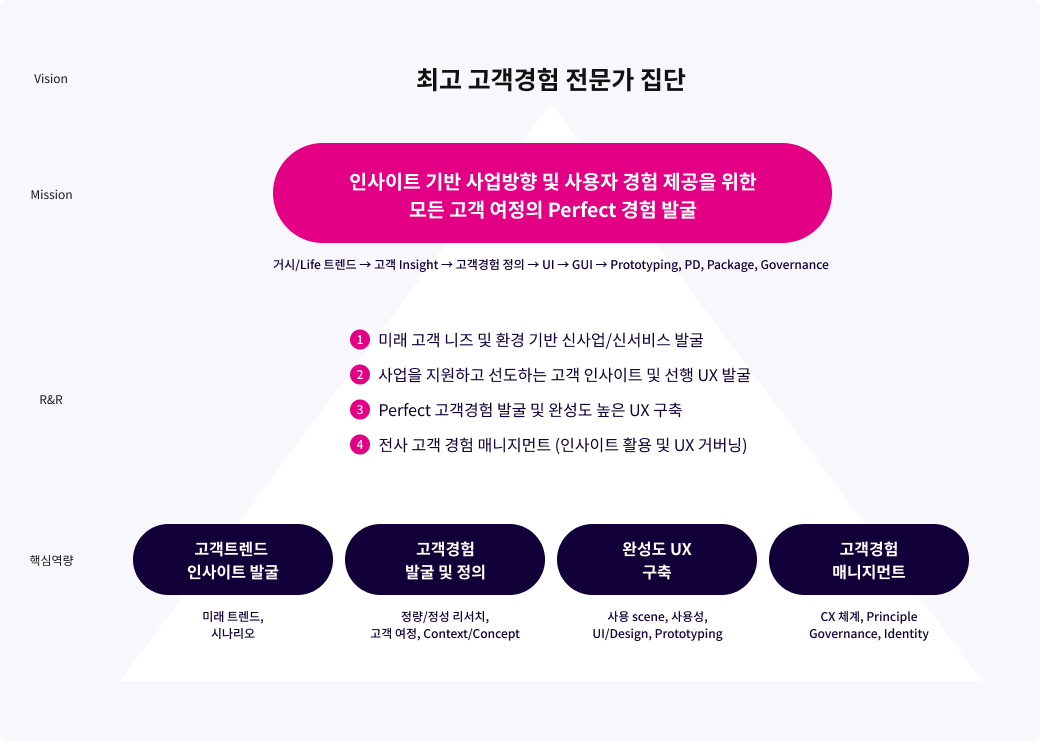 Vision
최고 고객경험 전문가 집단
Mission
인사이트 기반 사업방향 및 사용자 경험 제공을 위한
모든 고객 여정의 Perfect 경험 발굴
거시/Life 트렌드 → 고객 Insight → 고객경험 정의 → UI → GUI → Prototyping, PD, Package, Governance
R&R
1 미래 고객 니즈 및 환경 기반 신사업/신서비스 발굴
2 사업을 지원하고 선도하는 고객 인사이트 및 선행 UX 발굴
3 Perfect 고객경험 발굴 및 완성도 높은 UX 구축
4 전사 고객 경험 매니지먼트 (인사이트 활용 및 UX 거버닝)
핵심역량
고객트렌드
인사이트 발굴
미래 트렌드,
시나리오
고객경험
발굴 및 정의
정량/정성 리서치,
고객 여정, Context/Concept
완성도 UX
구축
사용 scene, 사용성,
UI/Design, Prototyping
고객경험
매니지먼트
CX 체계, Principle
Governance, Identity